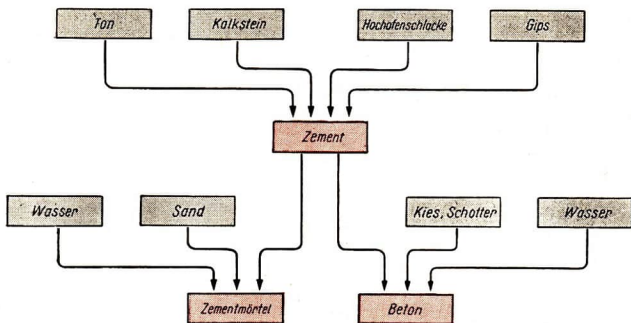 Ton Kalkstein Hochofenschlacke Gips
Zement
Wasser Sand Kies, Schotter Wasser
Zementmörtel Beton